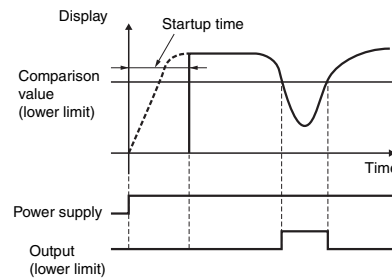 Display
Startup time
Comparison
value
(lower limit)
Time
Power supply
Output
(lower limit)